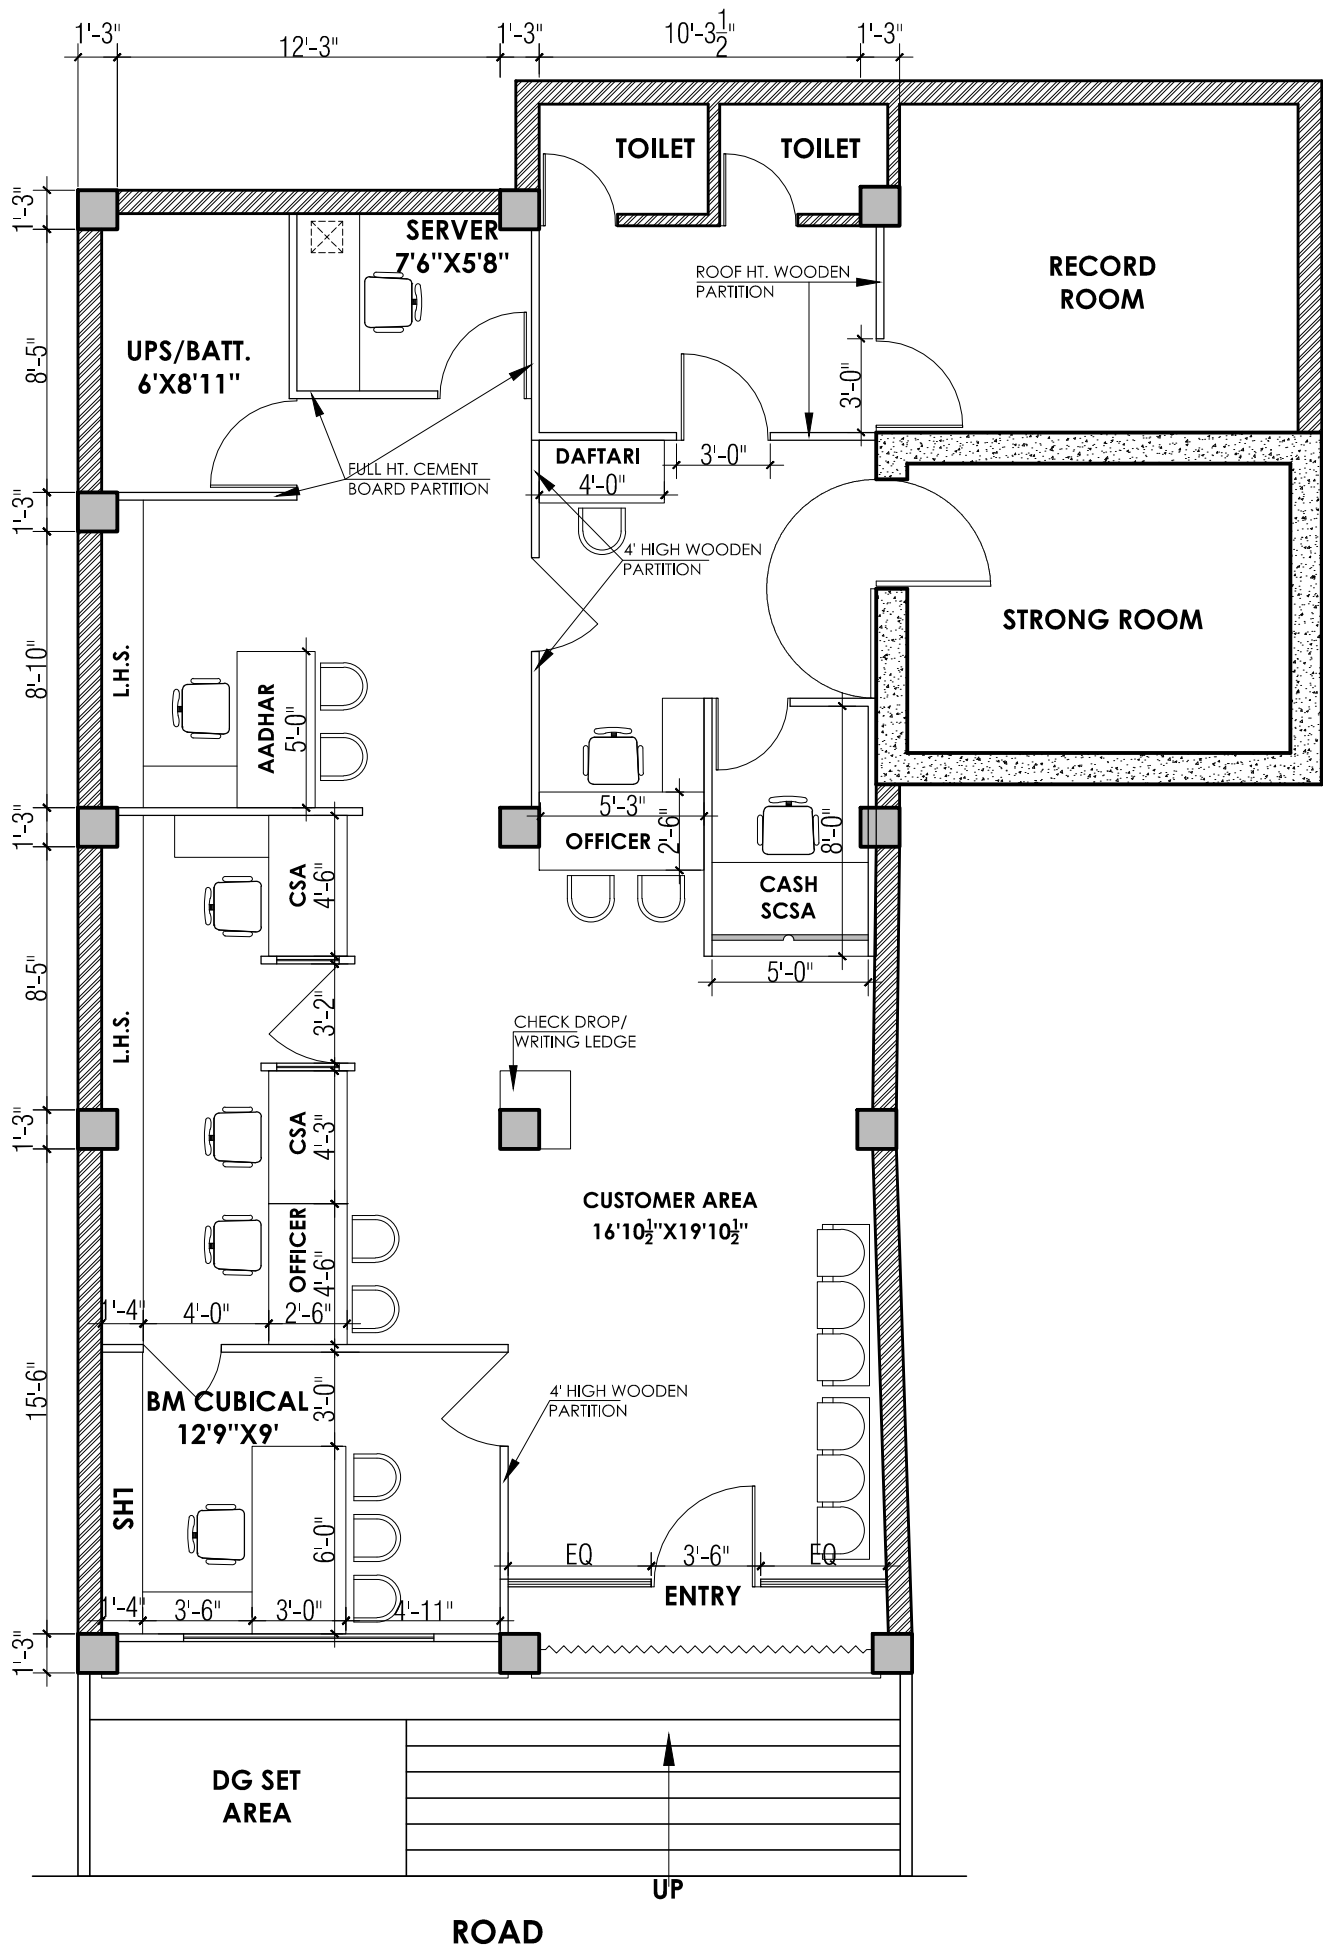 1'-3"
12'-3"
1'-3"
10'-3½"
1'-3"
TOILET
TOILET
1'-3"
SERVER
7'6"X5'8"
ROOF HT. WOODEN
PARTITION
RECORD
ROOM
UPS/BATT.
6'X8'11"
8'-5"
3'-0"
DAFTARI
4'-0"
3'-0"
FULL HT. CEMENT
BOARD PARTITION
1'-3"
4' HIGH WOODEN
PARTITION
STRONG ROOM
L.H.S.
8'-10"
AADHAR
5'-0"
5'-3"
2'-6"
OFFICER
8'-0"
1'-3"
CSA
4'-6"
CASH
SCSA
5'-0"
8'-5"
L.H.S.
3'-2"
CHECK DROP/
WRITING LEDGE
1'-3"
CSA
4'-3"
CUSTOMER AREA
16'10½"X19'10½"
OFFICER
4'-6"
1'-4"
4'-0"
2'-6"
15'-6"
BM CUBICAL
12'9"X9'
3'-0"
4' HIGH WOODEN
PARTITION
LHS
6'-0"
EQ
3'-6"
EQ
ENTRY
1'-4"
3'-6"
3'-0"
4'-11"
1'-3"
DG SET
AREA
UP
ROAD